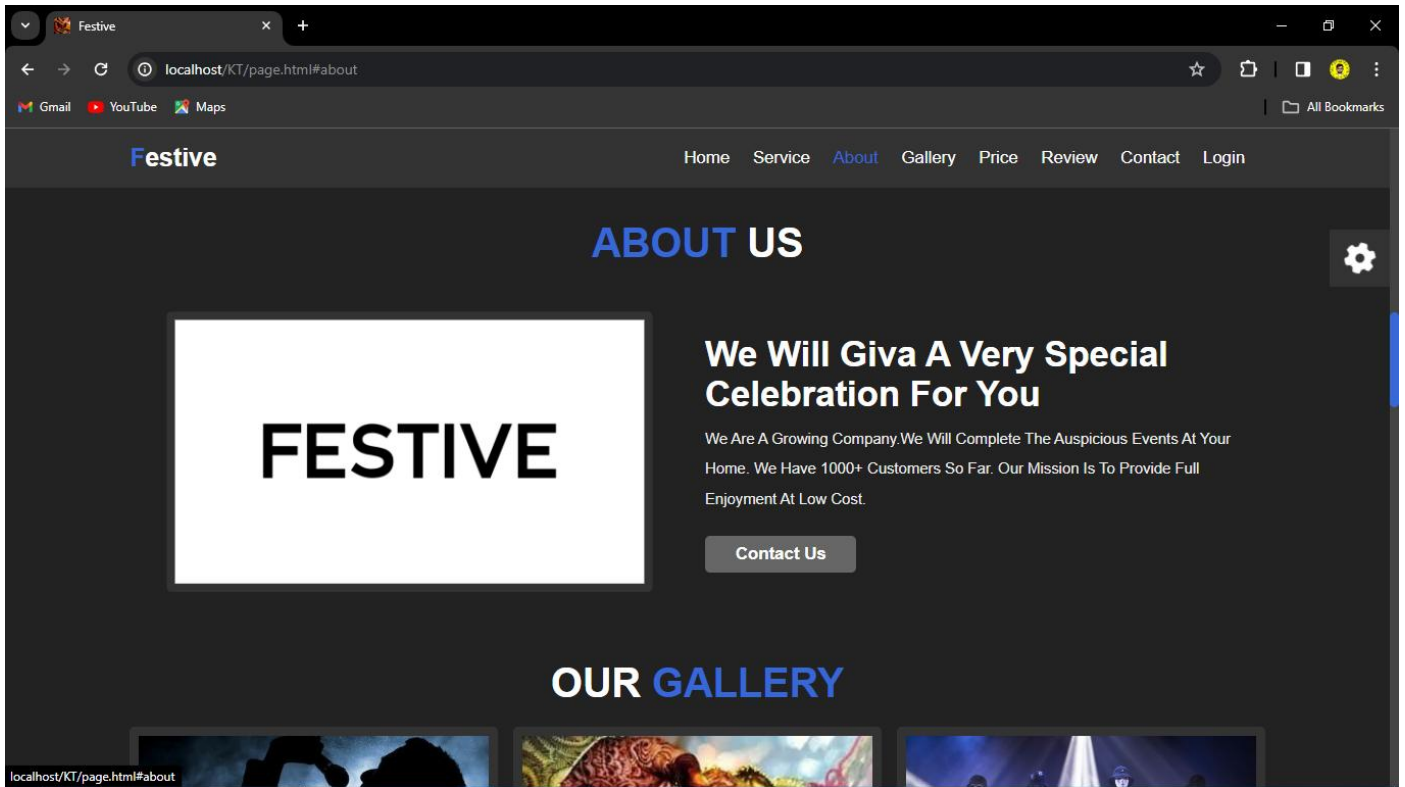 Festive
localhost/KT/page.html#about
Gmail YouTube Maps All Bookmarks
Festive Home Service About Gallery Price Review Contact Login
ABOUT US
FESTIVE
We Will Giva A Very Special
Celebration For You
We Are A Growing Company.We Will Complete The Auspicious Events At Your
Home. We Have 1000+ Customers So Far. Our Mission Is To Provide Full
Enjoyment At Low Cost.
Contact Us
OUR GALLERY
localhost/KT/page.html#about